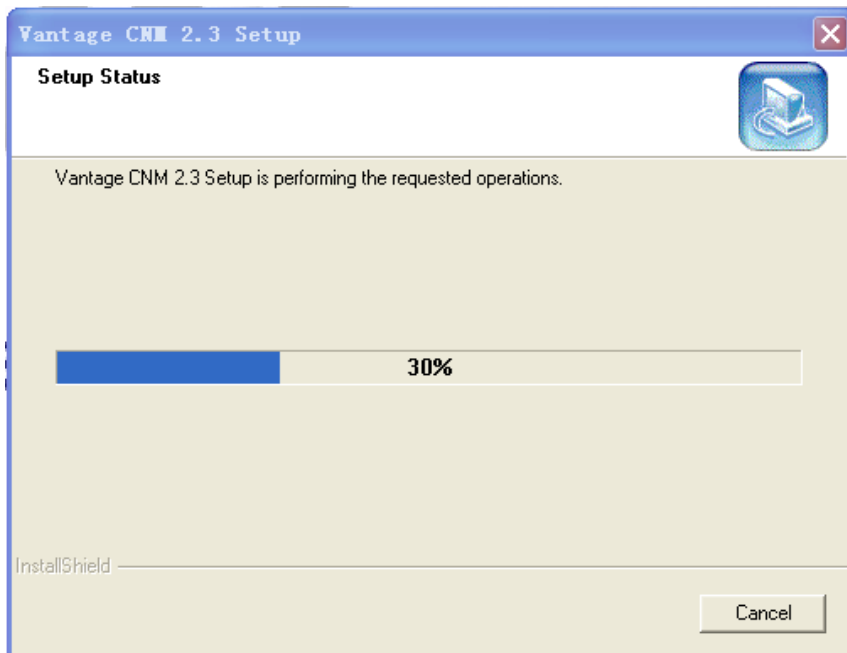 Vantage CNM 2.3 Setup
Setup Status
Vantage CNM 2.3 Setup is performing the requested operations.
30%
InstallShield
Cancel